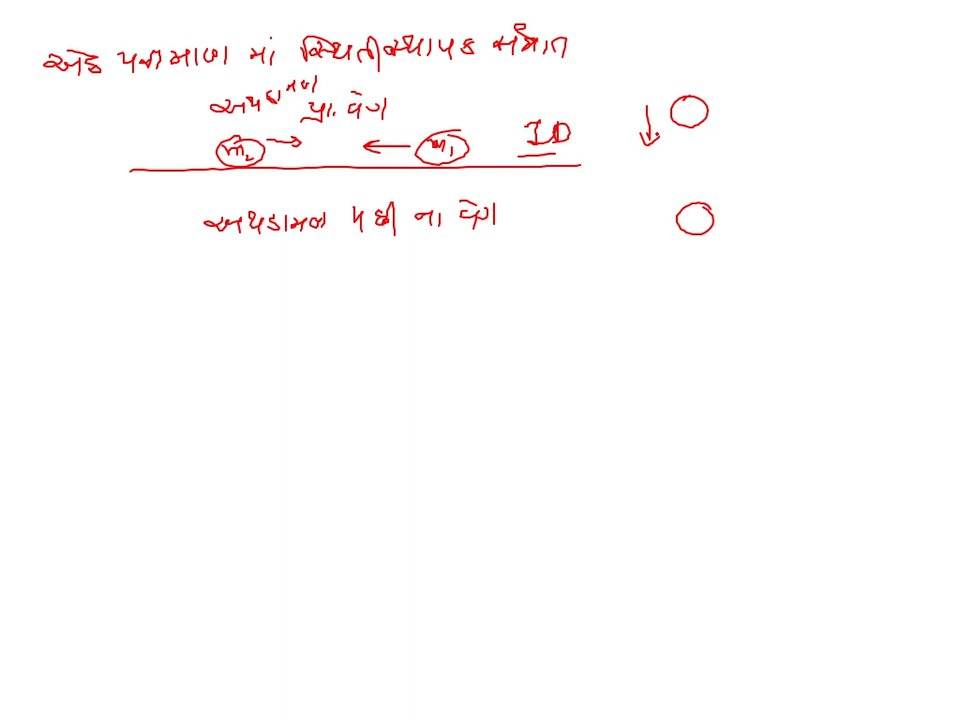 એક પરીમાણ માં સ્થિતીસ્થાપક સંઘાત
અથડામણ પ્રા. વેગ
m₂ m₁ 1D
અથડામણ પછી ના વેગ